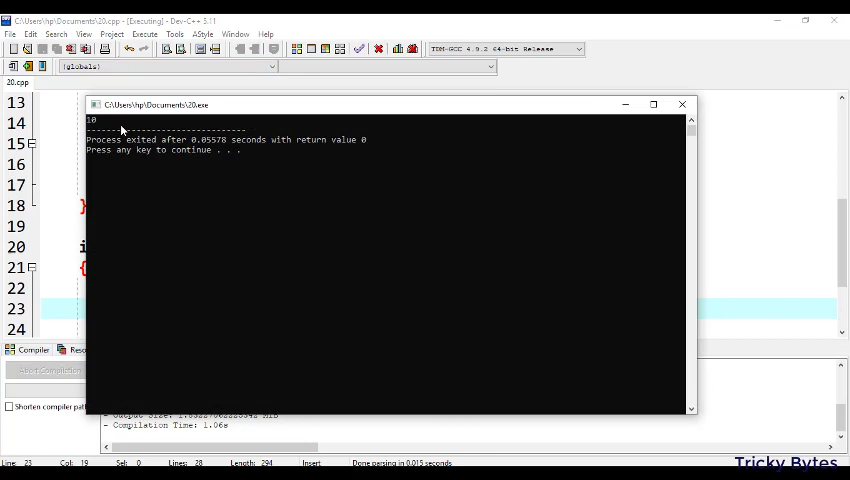 C:\Users\hp\Documents\20.cpp - [Executing] - Dev-C++ 5.11
File Edit Search View Project Execute Tools AStyle Window Help
TDM-GCC 4.9.2 64-bit Release
(globals)
20.cpp
C:\Users\hp\Documents\20.exe
10
--------------------------------
Process exited after 0.05578 seconds with return value 0
Press any key to continue . . .
13
14
15
16
17
18 }
19
20 i
21 {
22
23
24
Compiler
Abort Compilation
Shorten compiler path
- Compilation Time: 1.06s
Line: 23 Col: 19 Sel: 0 Lines: 28 Length: 294 Insert Done parsing in 0.015 seconds
Tricky Bytes